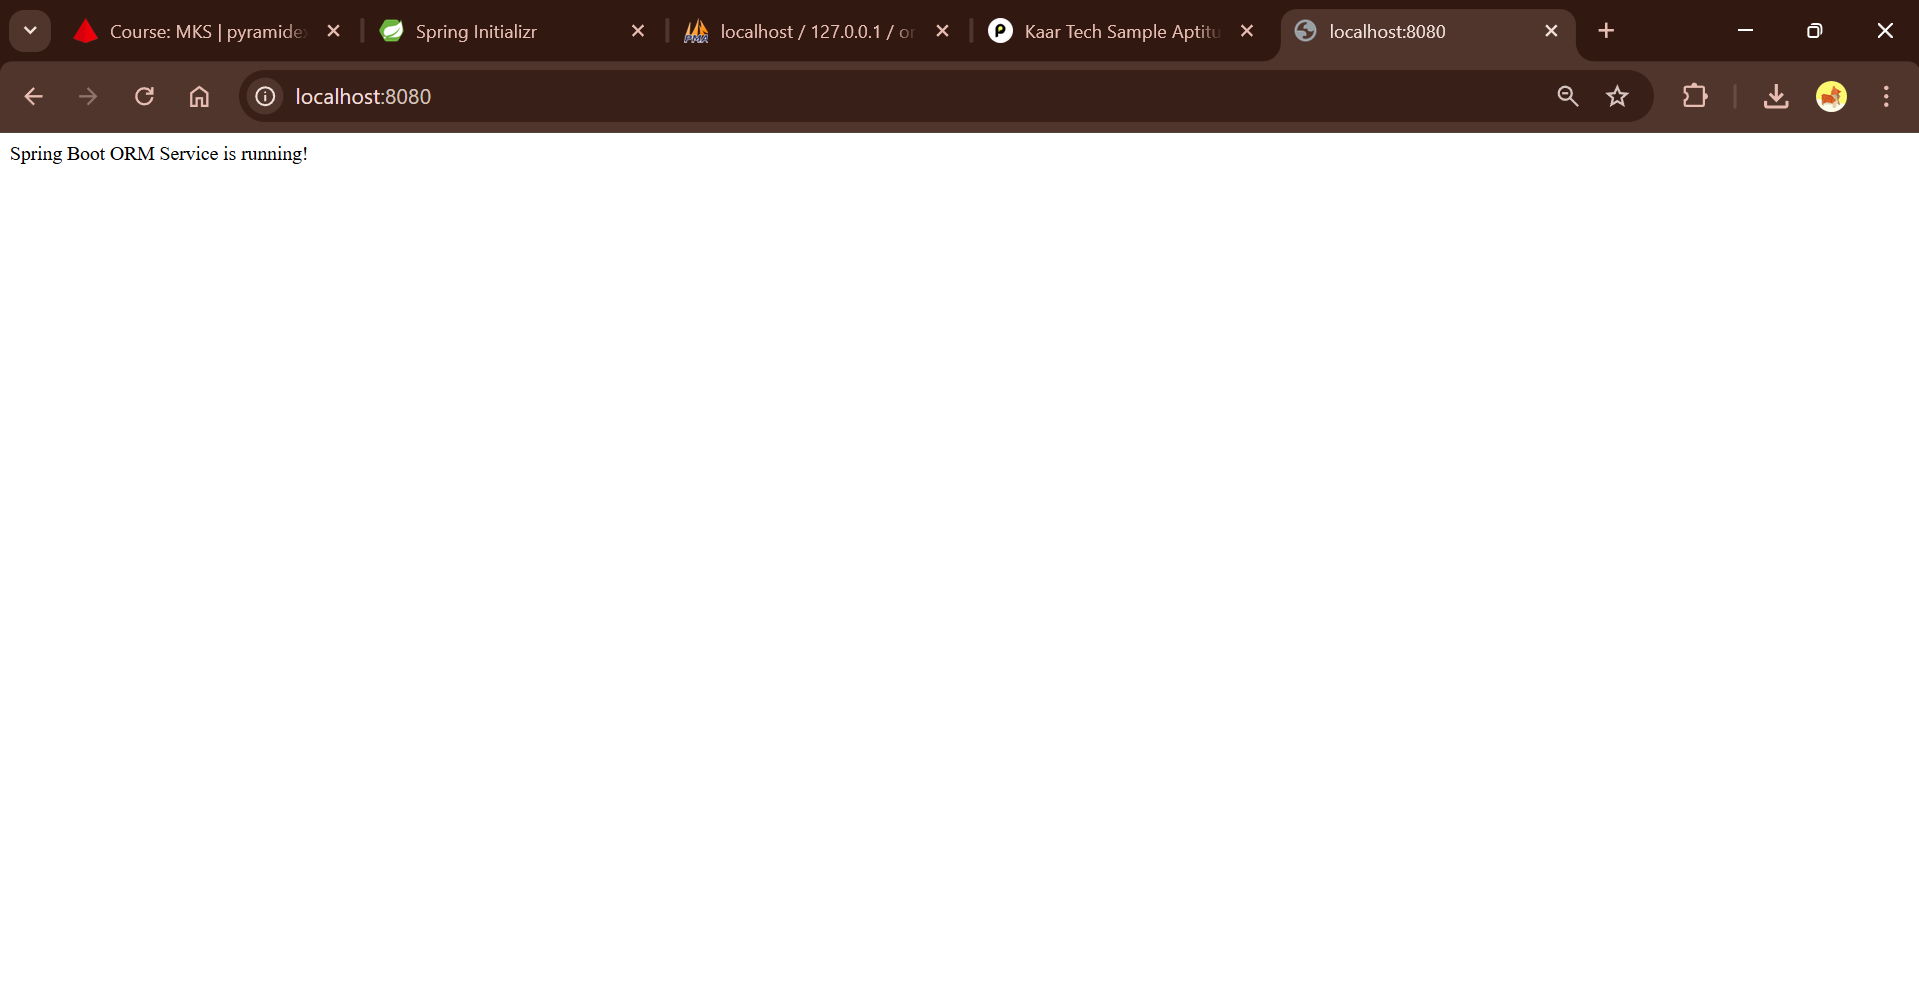 Course: MKS | pyramide
Spring Initializr
localhost / 127.0.0.1 / or
Kaar Tech Sample Aptitu
localhost:8080
localhost:8080
Spring Boot ORM Service is running!